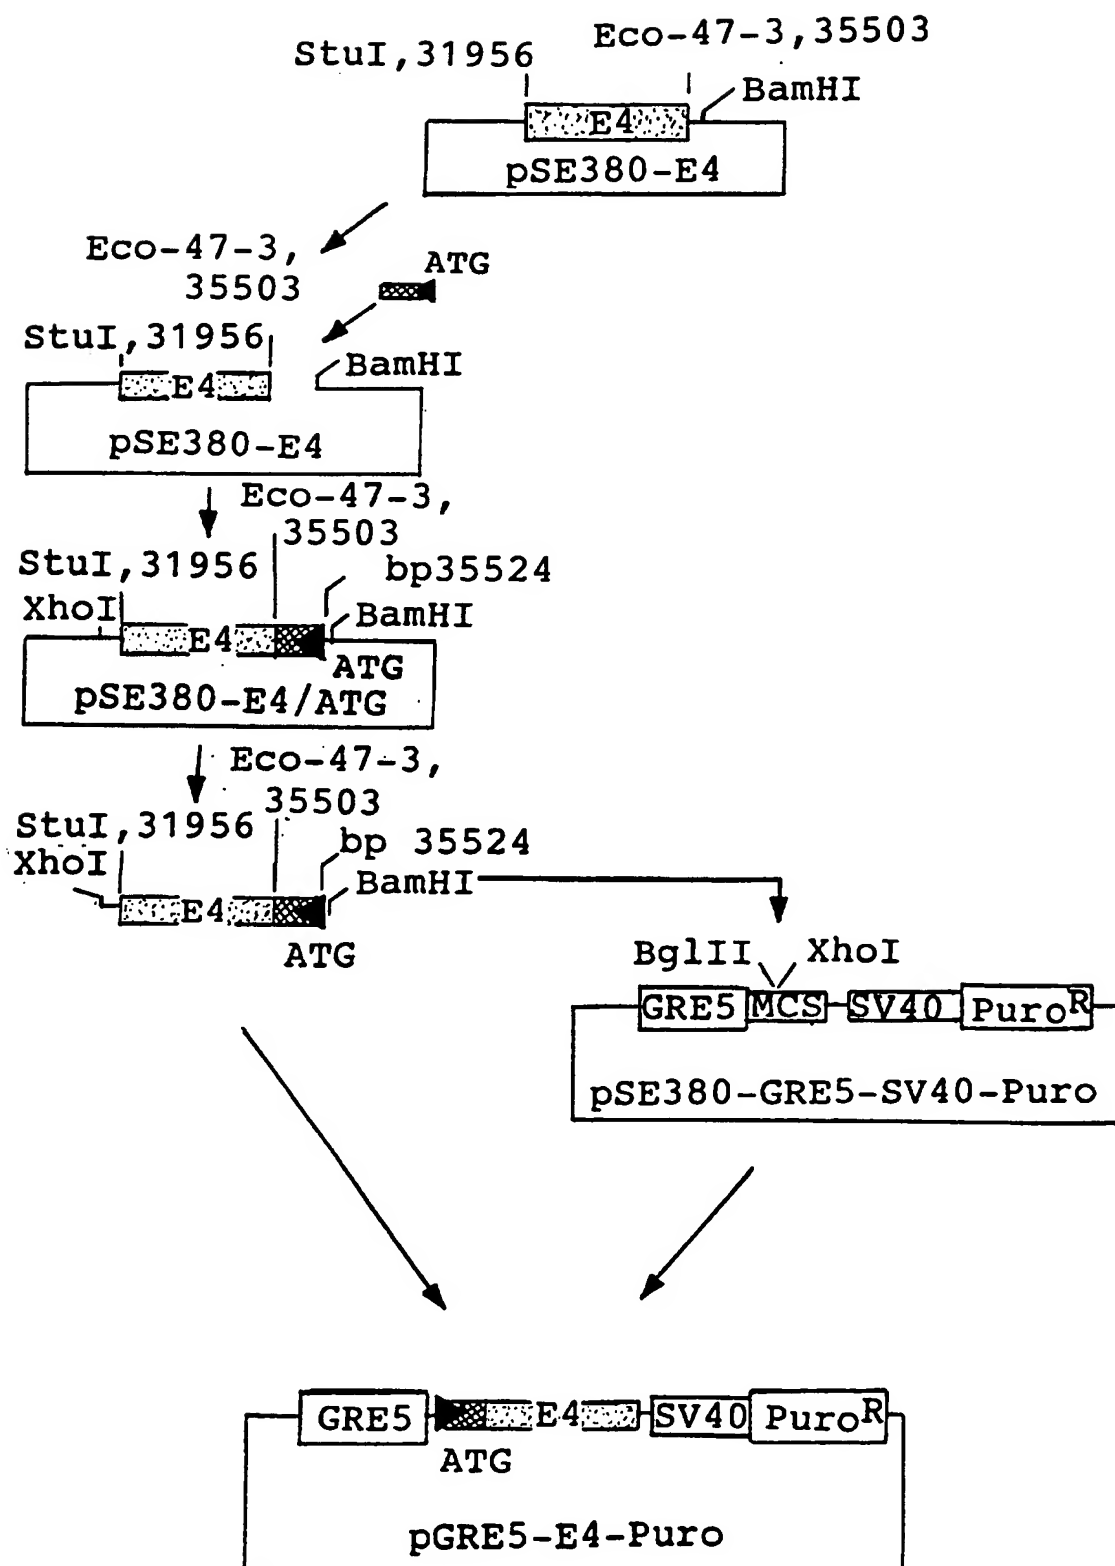 StuI,31956
Eco-47-3,35503
BamHI
E4
pSE380-E4
Eco-47-3,
35503
ATG
StuI,31956
BamHI
E4
pSE380-E4
Eco-47-3,
35503
StuI,31956
bp35524
XhoI
BamHI
E4
ATG
pSE380-E4/ATG
Eco-47-3,
35503
StuI,31956
bp 35524
XhoI
BamHI
E4
ATG
BglII
XhoI
GRE5
MCS
SV40
PuroR
pSE380-GRE5-SV40-Puro
GRE5
E4
SV40
PuroR
ATG
pGRE5-E4-Puro